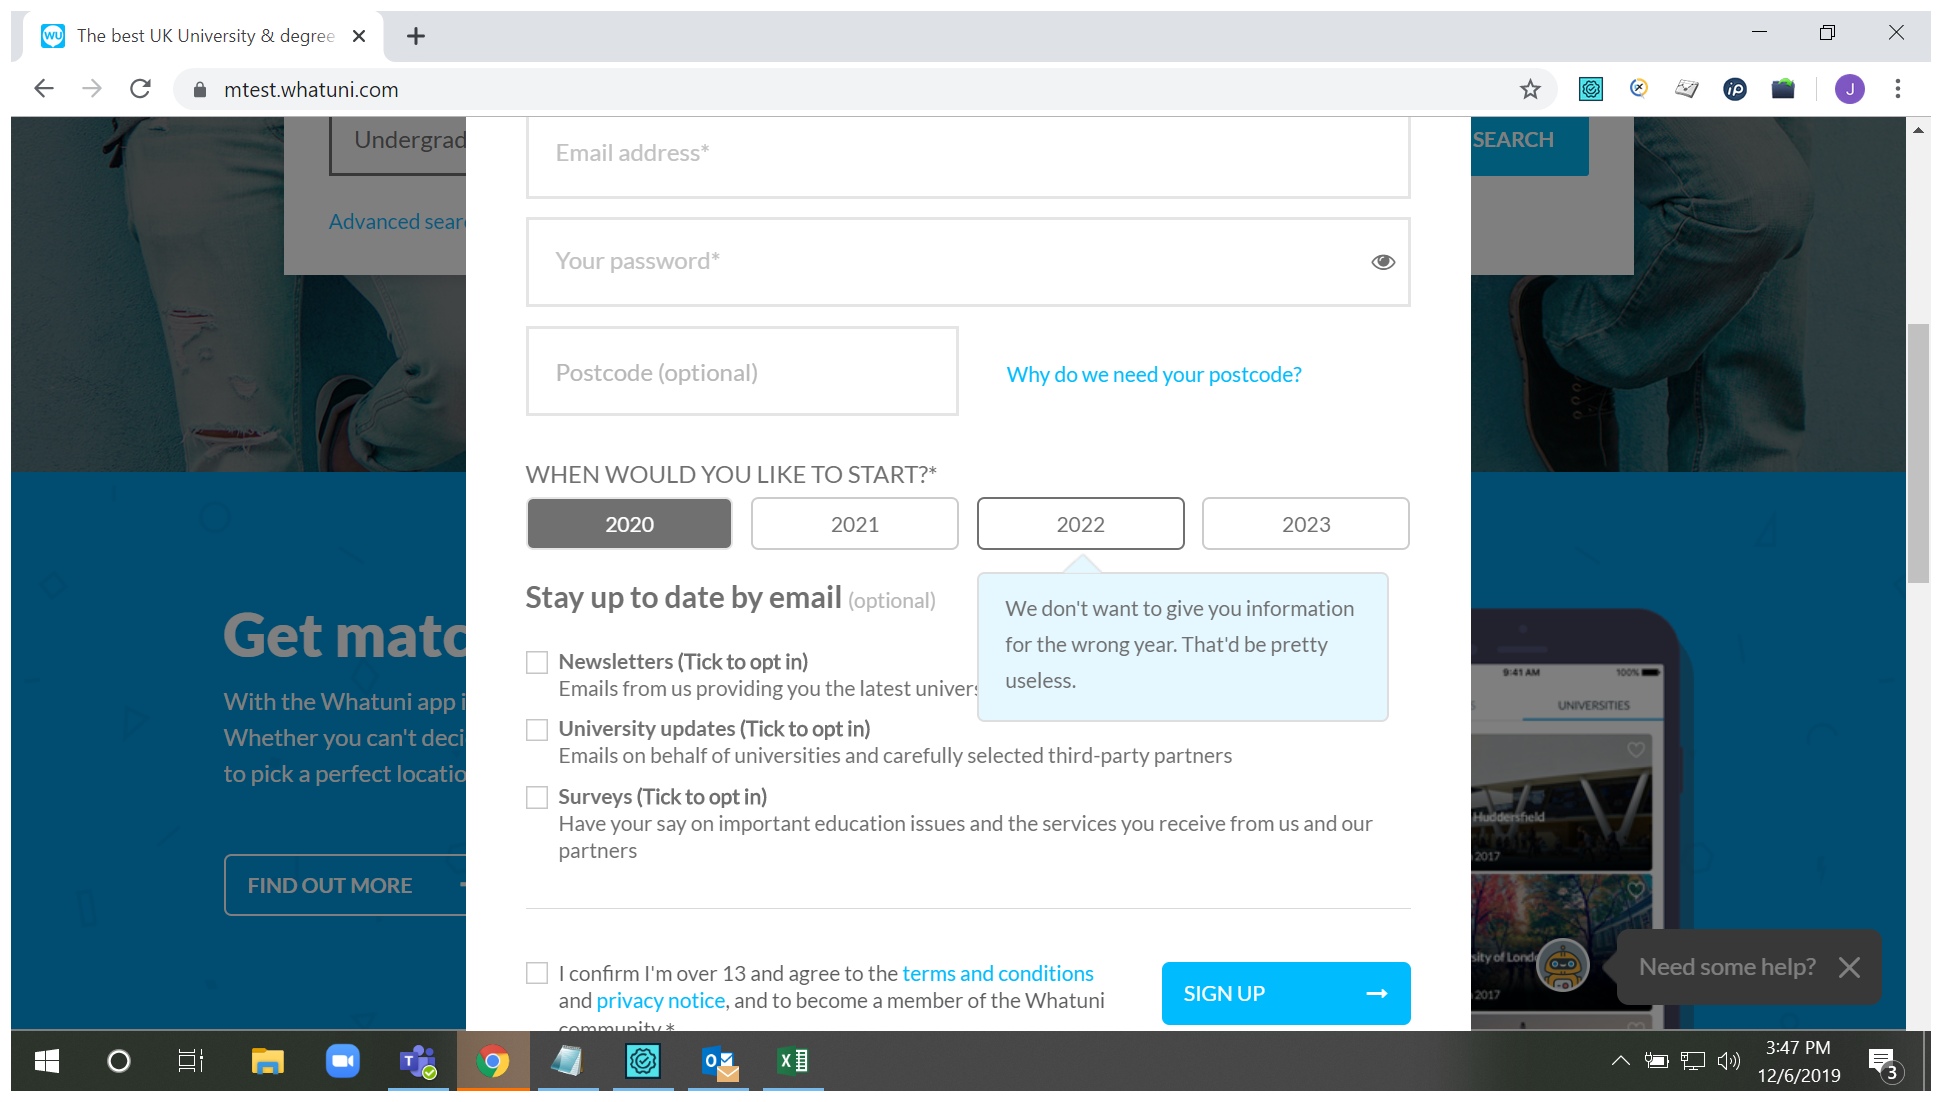 The best UK University & degree
mtest.whatuni.com
J
Undergrad
SEARCH
Advanced sear
Email address*
Your password*
Postcode (optional)
Why do we need your postcode?
WHEN WOULD YOU LIKE TO START?*
2020
2021
2022
2023
We don't want to give you information
for the wrong year. That'd be pretty
useless.
Stay up to date by email (optional)
Newsletters (Tick to opt in)
Emails from us providing you the latest univers
University updates (Tick to opt in)
Emails on behalf of universities and carefully selected third-party partners
Surveys (Tick to opt in)
Have your say on important education issues and the services you receive from us and our
partners
I confirm I'm over 13 and agree to the terms and conditions
and privacy notice, and to become a member of the Whatuni
community.*
SIGN UP
Get matc
With the Whatuni app i
Whether you can't deci
to pick a perfect locatio
FIND OUT MORE
9:41 AM
100%
S
UNIVERSITIES
Huddersfield
2017
sity of Lond
2017
Need some help?
3:47 PM
12/6/2019
3